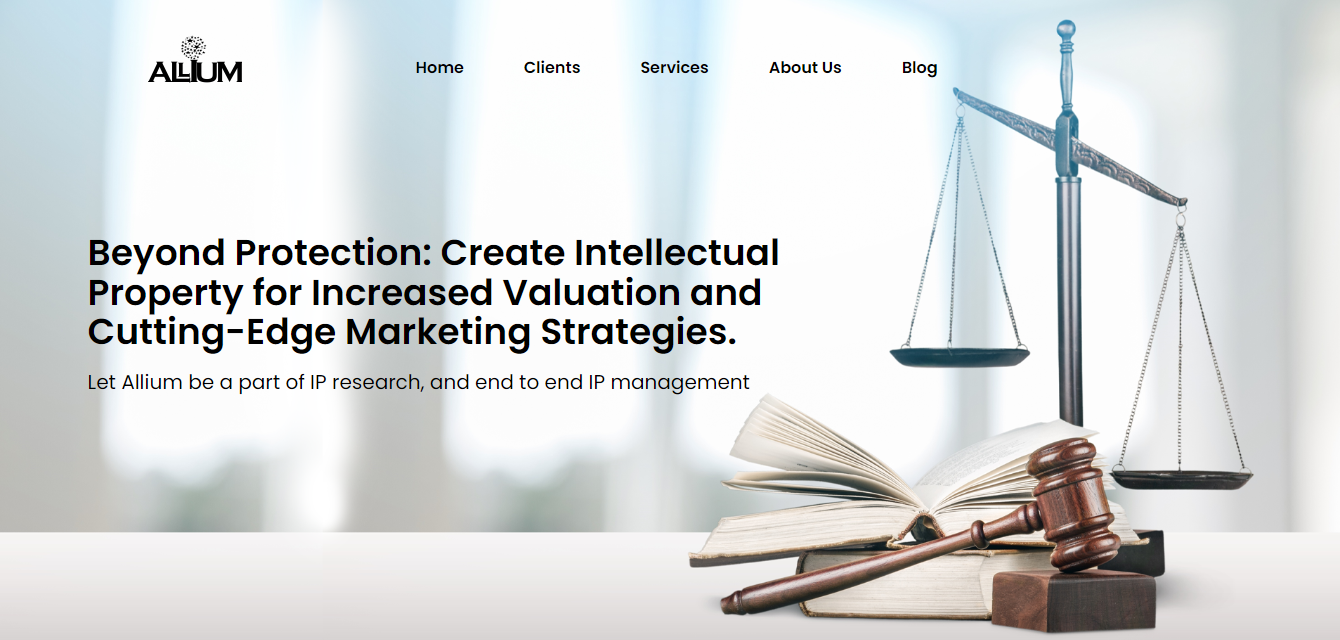 ALLIUM
Home
Clients
Services
About Us
Blog
Beyond Protection: Create Intellectual
Property for Increased Valuation and
Cutting-Edge Marketing Strategies.
Let Allium be a part of IP research, and end to end IP management